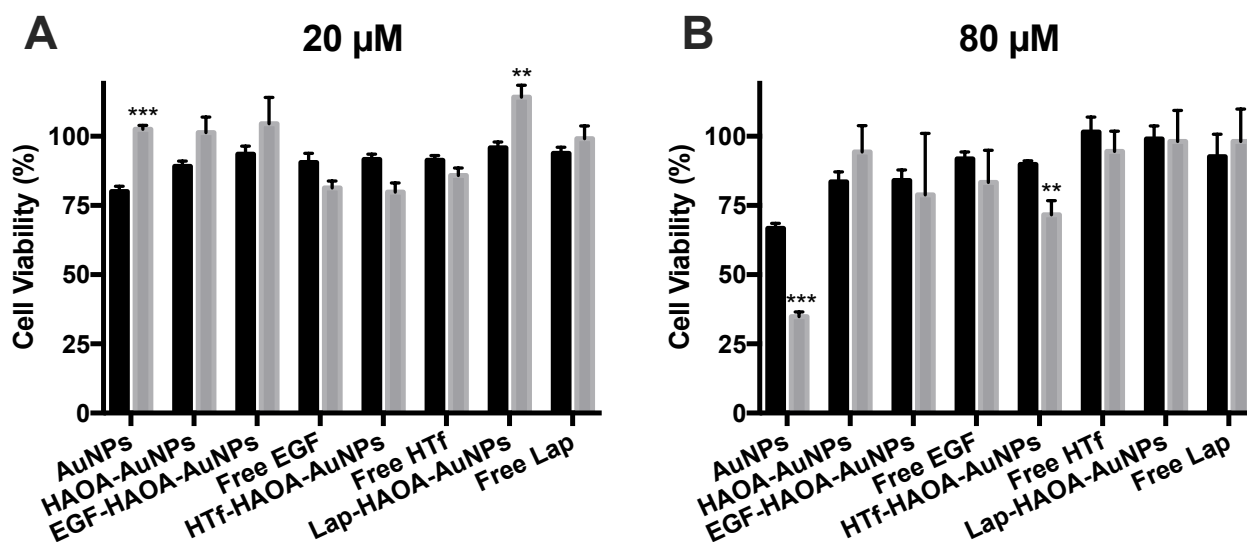 A
20 µM
Cell Viability (%)
100
75
50
25
0
***
**
AuNPs
HAOA-AuNPs
EGF-HAOA-AuNPs
Free EGF
HTf-HAOA-AuNPs
Free HTf
Lap-HAOA-AuNPs
Free Lap
B
80 µM
Cell Viability (%)
100
75
50
25
0
***
**
AuNPs
HAOA-AuNPs
EGF-HAOA-AuNPs
Free EGF
HTf-HAOA-AuNPs
Free HTf
Lap-HAOA-AuNPs
Free Lap